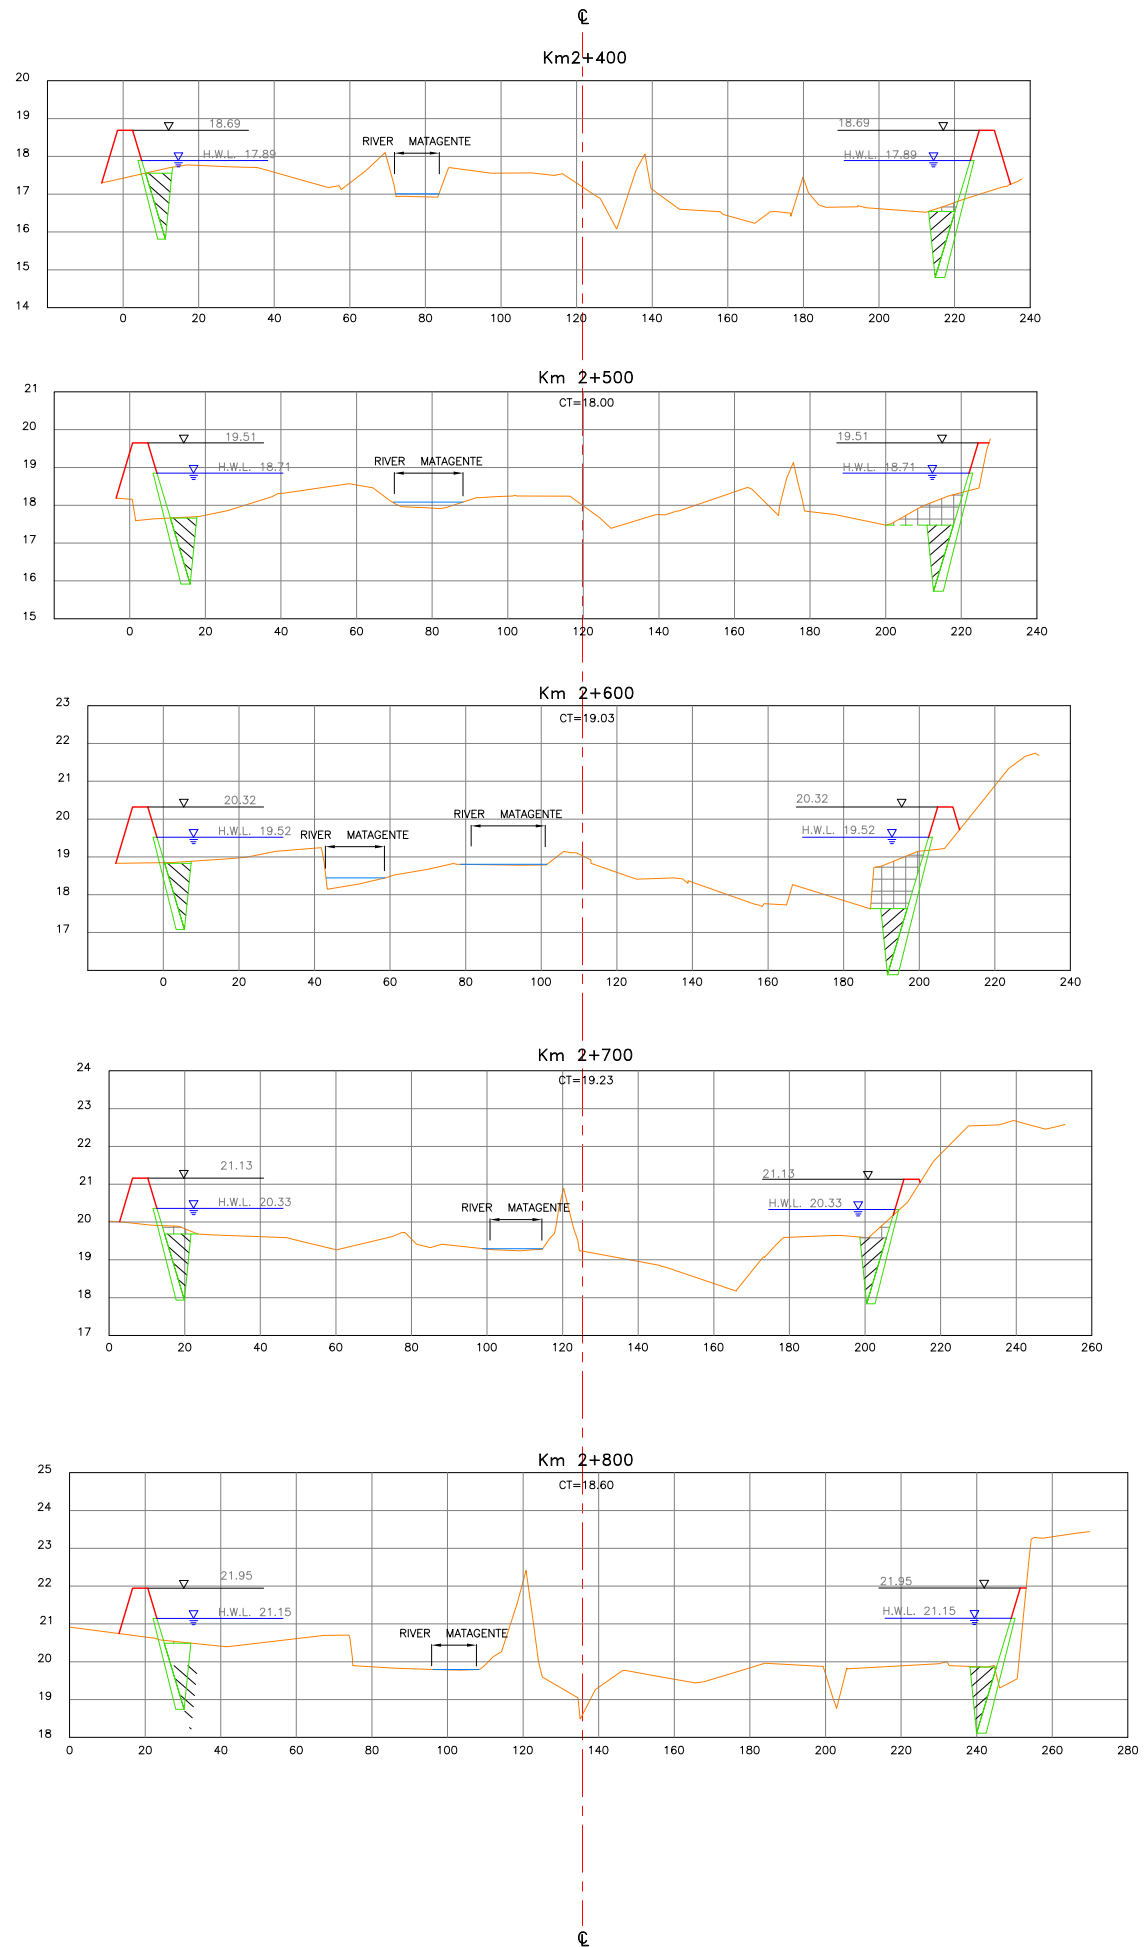 ℄
Km2+400
20
19
18
17
16
15
14
18.69
H.W.L. 17.89
RIVER MATAGENTE
18.69
H.W.L. 17.89
0 20 40 60 80 100 120 140 160 180 200 220 240
Km 2+500
CT=18.00
21
20
19
18
17
16
15
19.51
H.W.L. 18.71
RIVER MATAGENTE
19.51
H.W.L. 18.71
0 20 40 60 80 100 120 140 160 180 200 220 240
Km 2+600
CT=19.03
23
22
21
20
19
18
17
20.32
H.W.L. 19.52
RIVER MATAGENTE
RIVER MATAGENTE
20.32
H.W.L. 19.52
0 20 40 60 80 100 120 140 160 180 200 220 240
Km 2+700
CT=19.23
24
23
22
21
20
19
18
17
21.13
H.W.L. 20.33
RIVER MATAGENTE
21.13
H.W.L. 20.33
0 20 40 60 80 100 120 140 160 180 200 220 240 260
Km 2+800
CT=18.60
25
24
23
22
21
20
19
18
21.95
H.W.L. 21.15
RIVER MATAGENTE
21.95
H.W.L. 21.15
0 20 40 60 80 100 120 140 160 180 200 220 240 260 280
℄